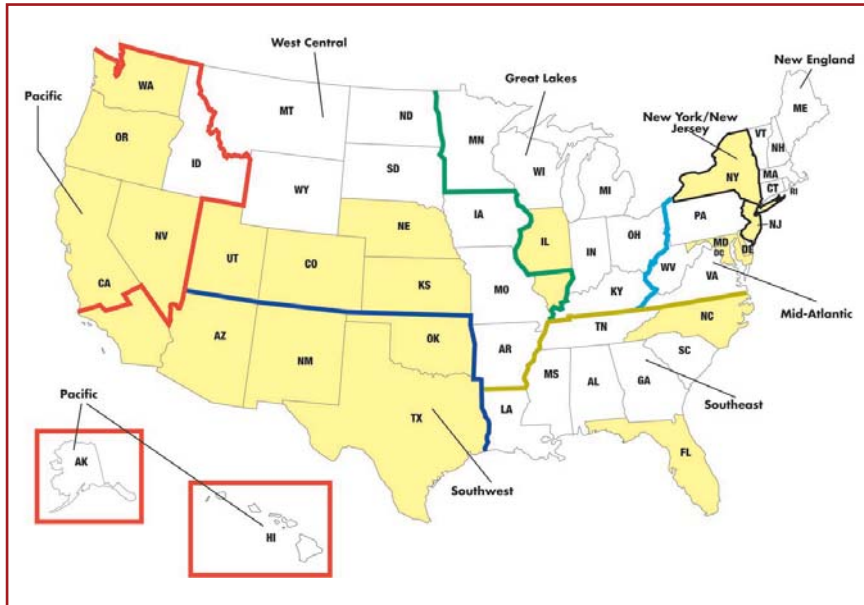 West Central
New England
Great Lakes
Pacific
New York/New
Jersey
WA
MT
ND
MN
ME
VT
NH
OR
ID
SD
WI
MI
NY
MA
CT
RI
WY
IA
PA
NJ
NE
IL
IN
OH
MD
DE
DC
NV
UT
CO
WV
VA
CA
KS
MO
KY
Mid-Atlantic
NC
TN
AZ
NM
OK
AR
SC
MS
AL
GA
Southeast
Pacific
LA
TX
FL
AK
Southwest
HI